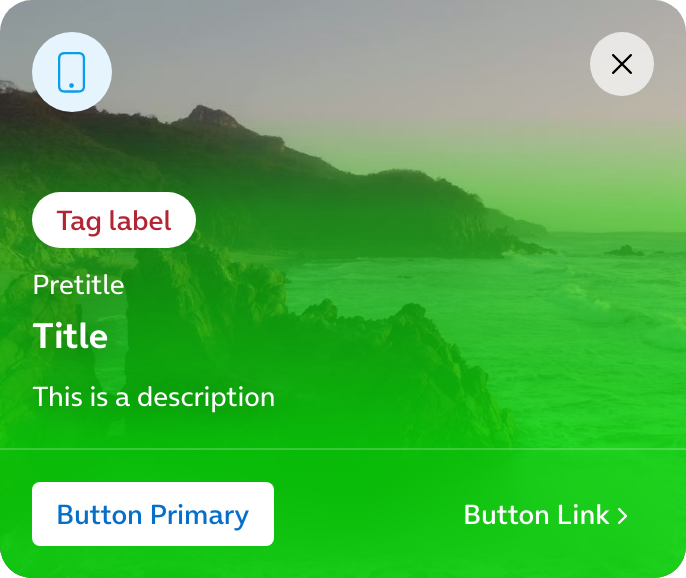 Tag label
Pretitle
Title
This is a description
Button Primary
Button Link